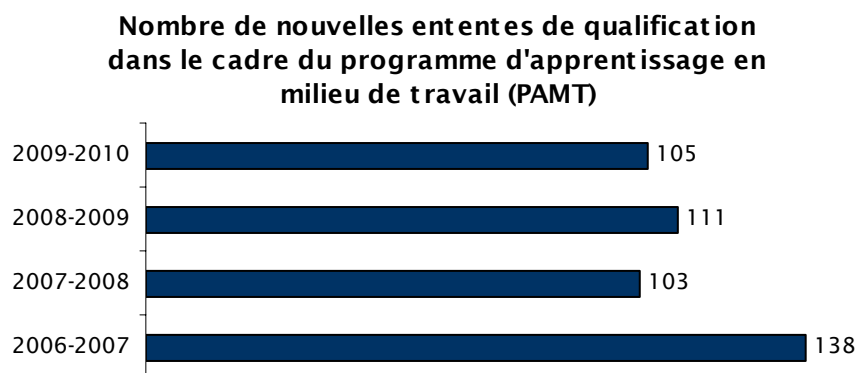 Nombre de nouvelles ententes de qualification
dans le cadre du programme d'apprentissage en
milieu de travail (PAMT)
2009-2010 105
2008-2009 111
2007-2008 103
2006-2007 138